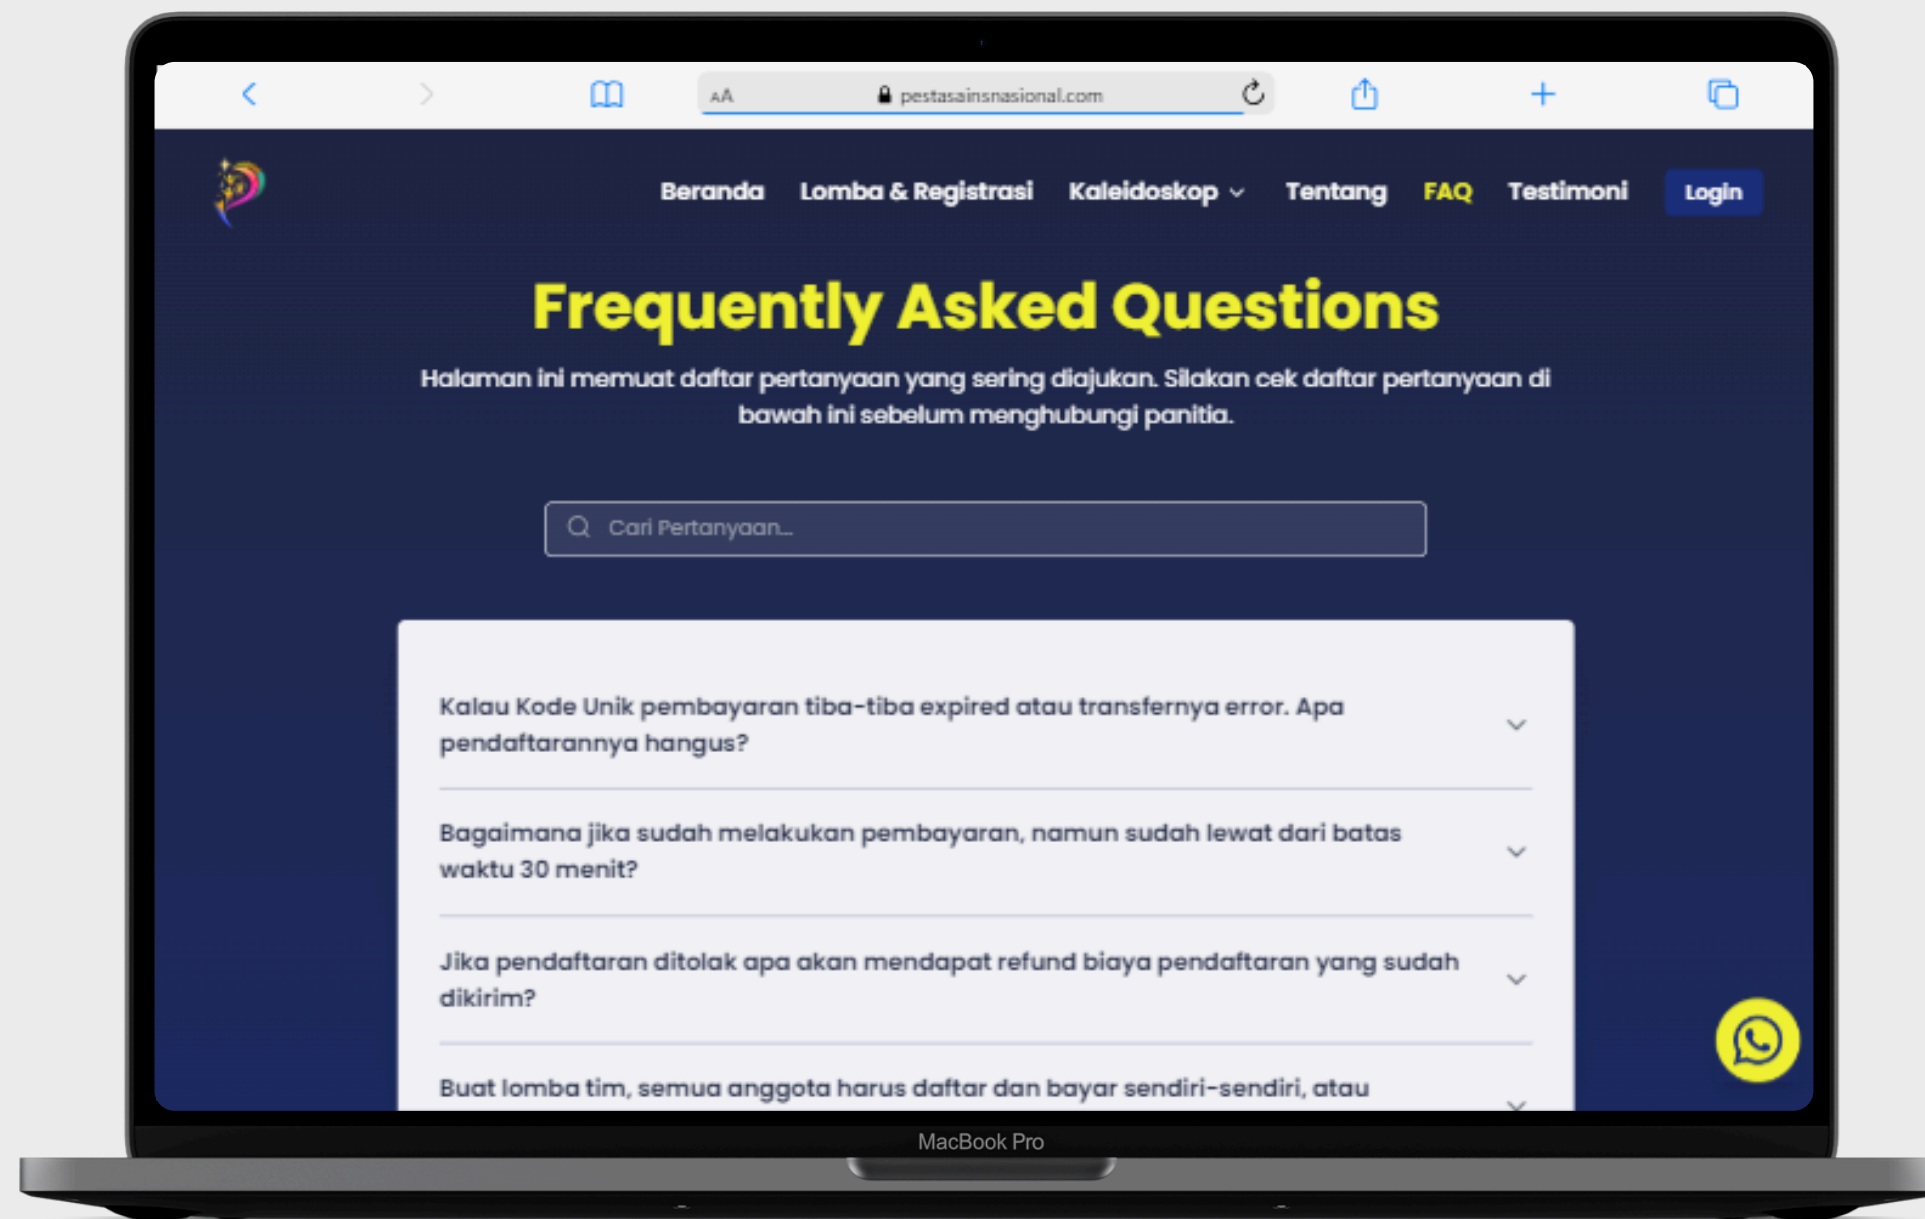 AA pestasainsnasional.com
Beranda Lomba & Registrasi Kaleidoskop Tentang FAQ Testimoni Login
Frequently Asked Questions
Halaman ini memuat daftar pertanyaan yang sering diajukan. Silakan cek daftar pertanyaan di
bawah ini sebelum menghubungi panitia.
Cari Pertanyaan...
Kalau Kode Unik pembayaran tiba-tiba expired atau transfernya error. Apa
pendaftarannya hangus?
Bagaimana jika sudah melakukan pembayaran, namun sudah lewat dari batas
waktu 30 menit?
Jika pendaftaran ditolak apa akan mendapat refund biaya pendaftaran yang sudah
dikirim?
Buat lomba tim, semua anggota harus daftar dan bayar sendiri-sendiri, atau
MacBook Pro